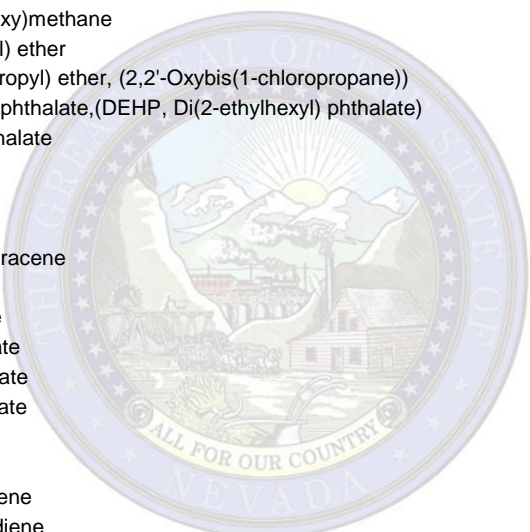 xy)methane
l) ether
ropyl) ether, (2,2'-Oxybis(1-chloropropane))
phthalate,(DEHP, Di(2-ethylhexyl) phthalate)
halate
racene
e
ate
ate
ate
ene
diene
THE GREAT SEAL OF THE STATE OF NEVADA
ALL FOR OUR COUNTRY